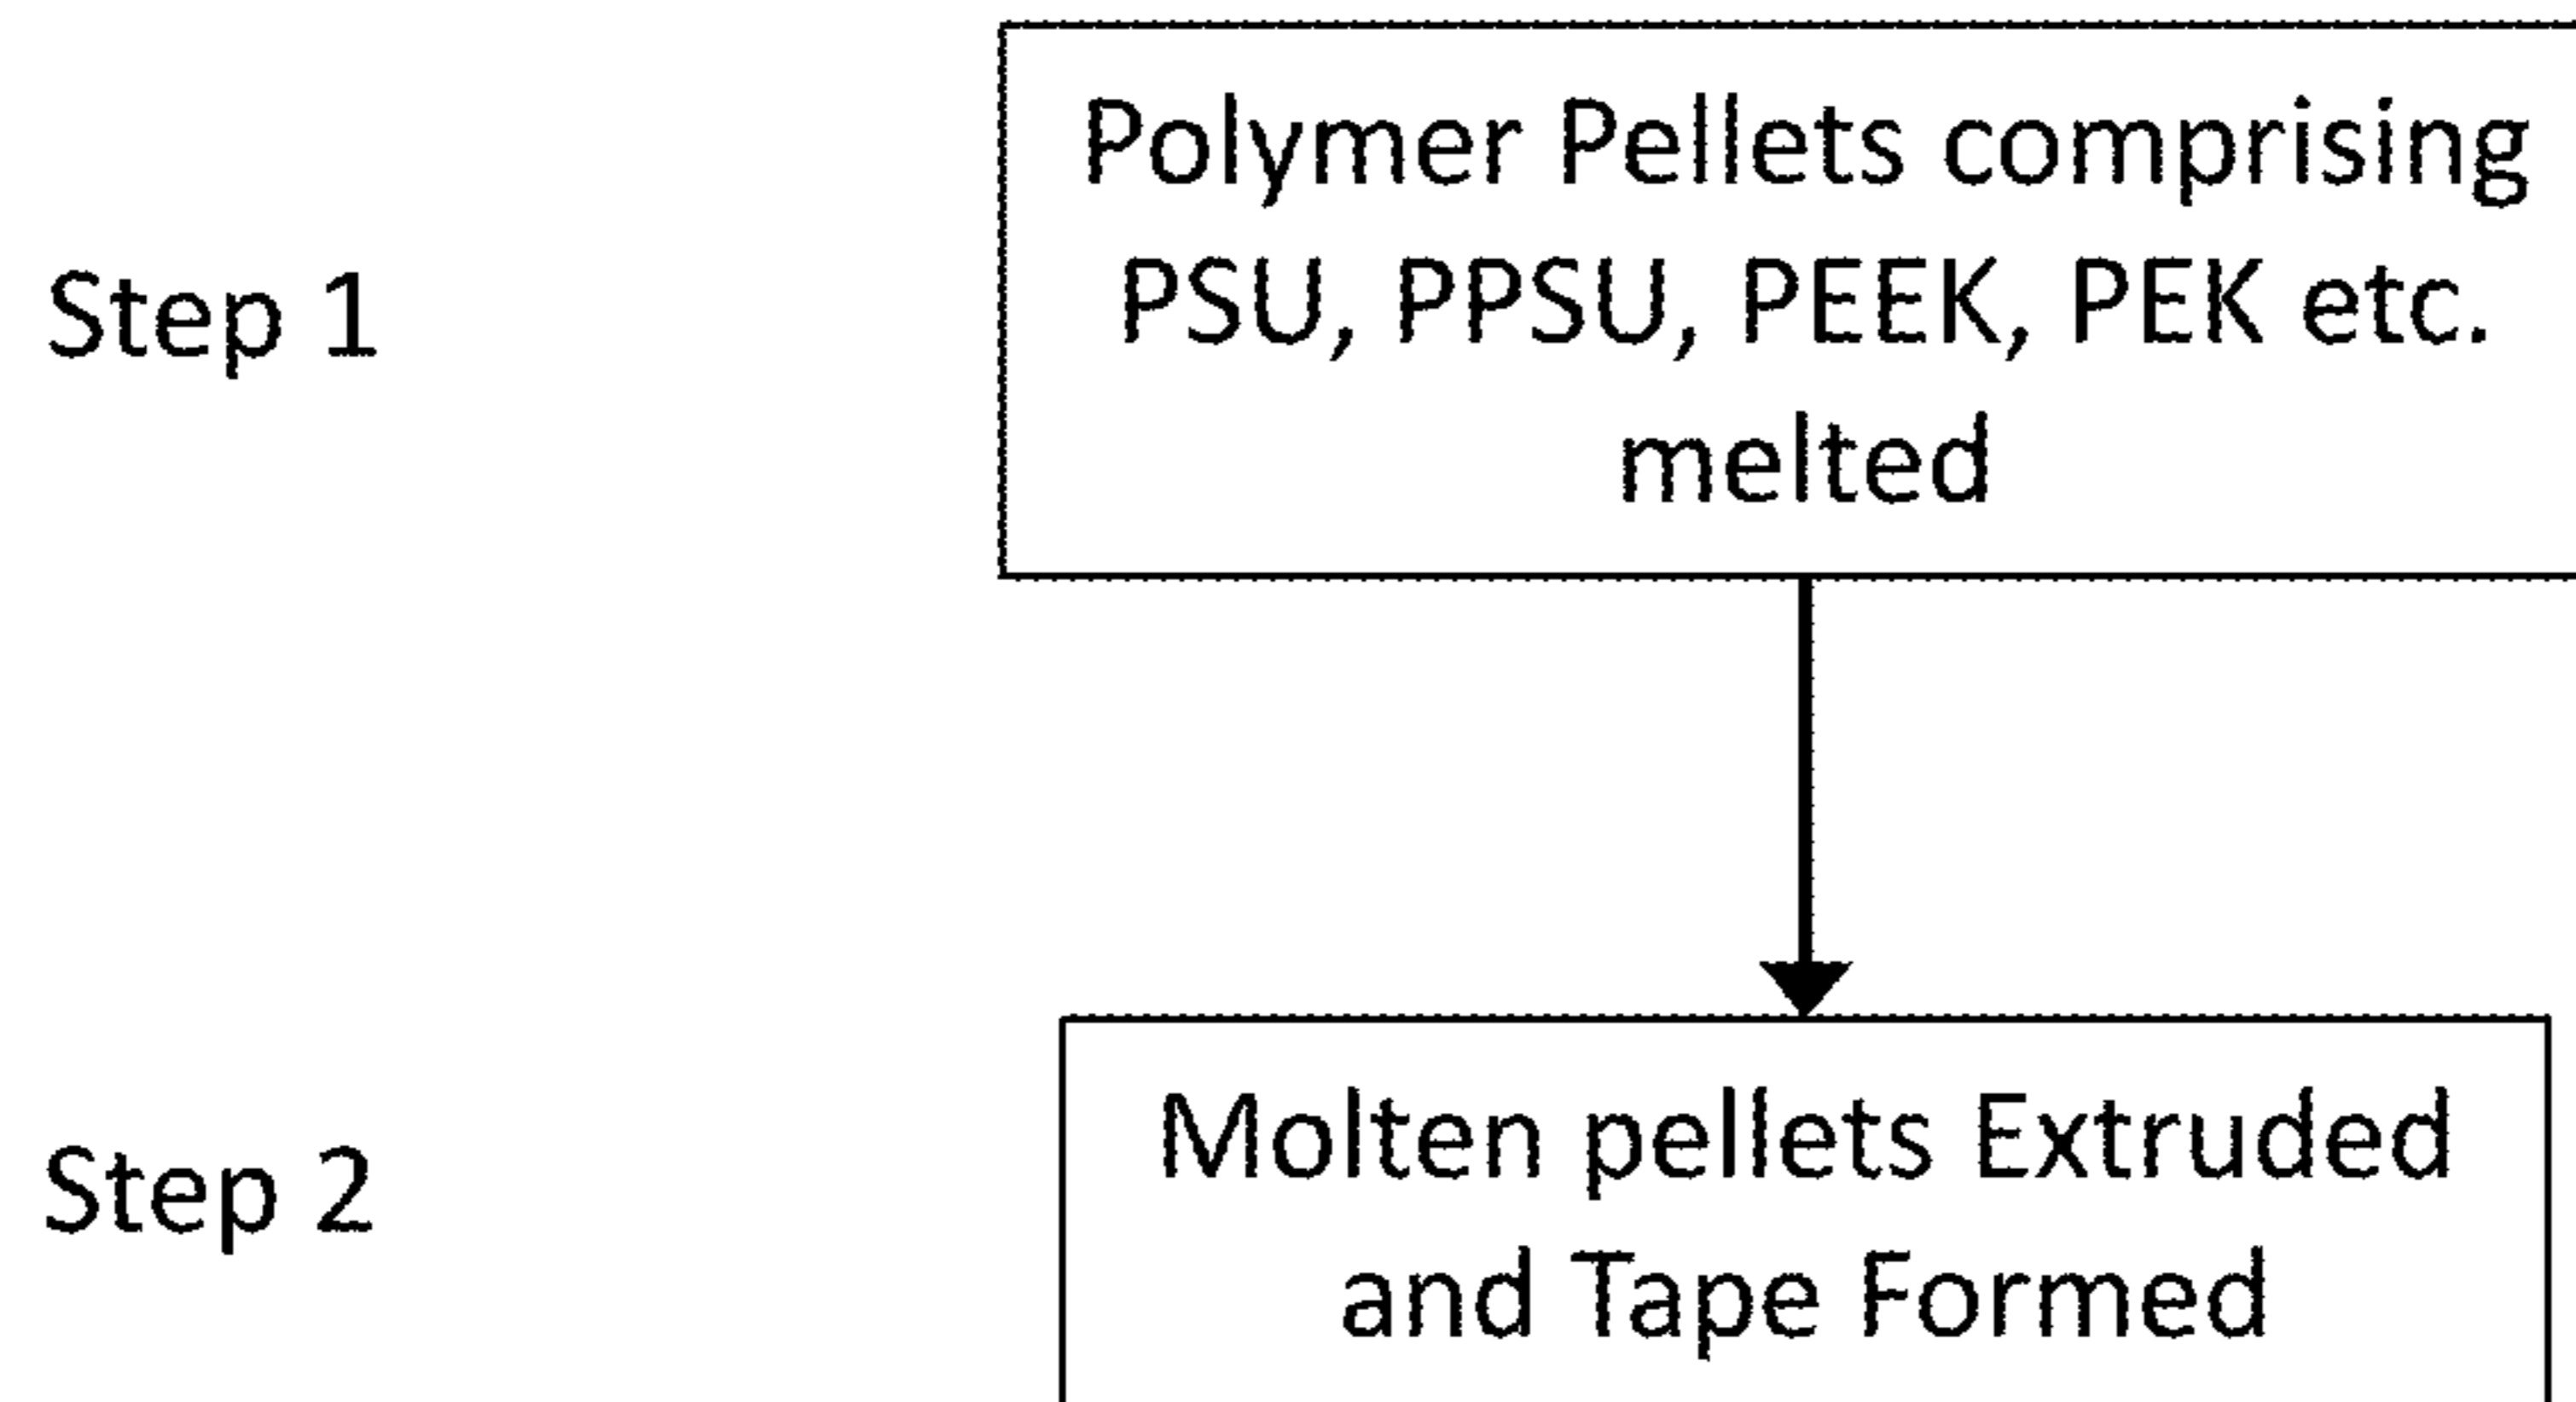 Polymer Pellets comprising
Step 1
PSU, PPSU, PEEK, PEK etc.
melted
Molten pellets Extruded
Step 2
and Tape Formed